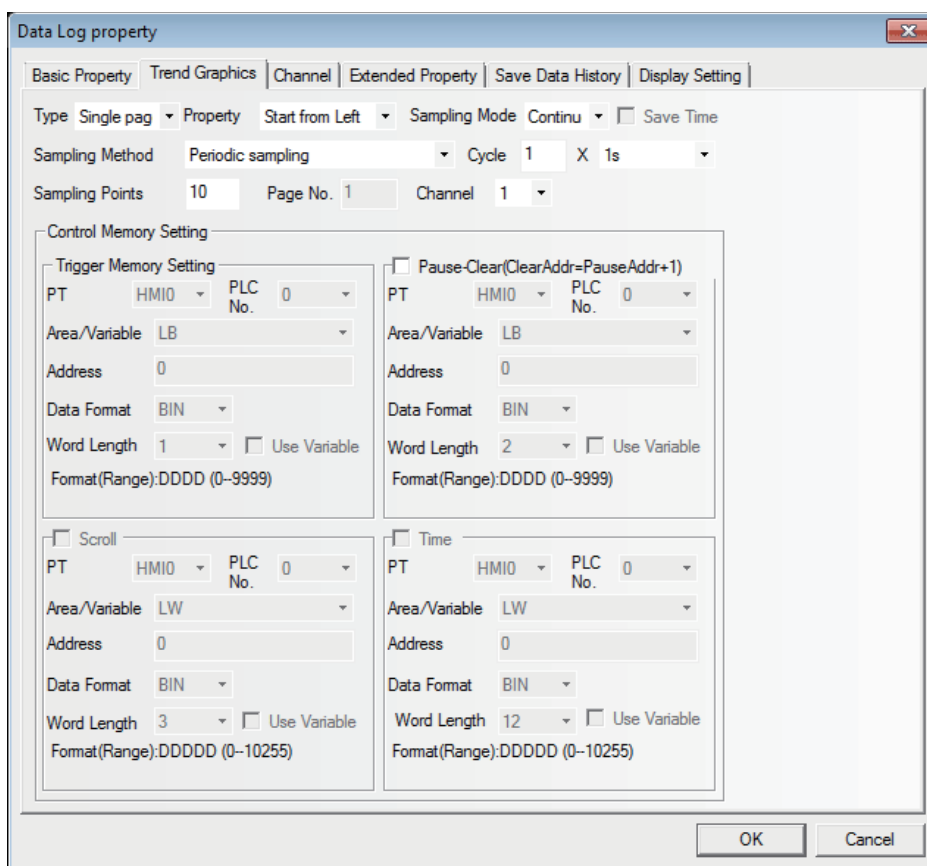 Data Log property
Basic Property Trend Graphics Channel Extended Property Save Data History Display Setting
Type Single pag Property Start from Left Sampling Mode Continu Save Time
Sampling Method Periodic sampling Cycle 1 X 1s
Sampling Points 10 Page No. 1 Channel 1
Control Memory Setting
Trigger Memory Setting
PT HMI0 PLC No. 0
Area/Variable LB
Address 0
Data Format BIN
Word Length 1 Use Variable
Format(Range):DDDD (0--9999)
Pause-Clear(ClearAddr=PauseAddr+1)
PT HMI0 PLC No. 0
Area/Variable LB
Address 0
Data Format BIN
Word Length 2 Use Variable
Format(Range):DDDD (0--9999)
Scroll
PT HMI0 PLC No. 0
Area/Variable LW
Address 0
Data Format BIN
Word Length 3 Use Variable
Format(Range):DDDDD (0--10255)
Time
PT HMI0 PLC No. 0
Area/Variable LW
Address 0
Data Format BIN
Word Length 12 Use Variable
Format(Range):DDDDD (0--10255)
OK Cancel